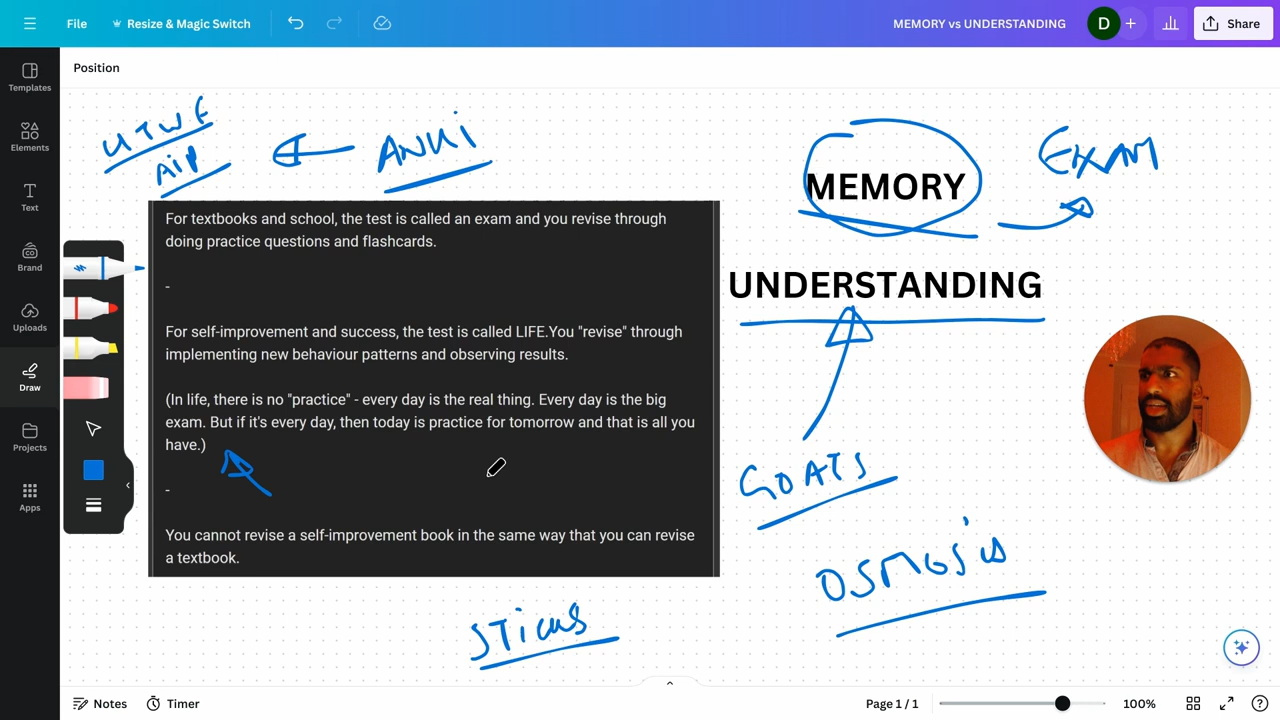 File
Resize & Magic Switch
MEMORY vs UNDERSTANDING
D
+
Share
Position
Templates
Elements
Text
Brand
Uploads
Draw
Projects
Apps
UTWF
AiP
ANKi
MEMORY
EXAM
UNDERSTANDING
For textbooks and school, the test is called an exam and you revise through
doing practice questions and flashcards.
-
For self-improvement and success, the test is called LIFE.You "revise" through
implementing new behaviour patterns and observing results.
(In life, there is no "practice" - every day is the real thing. Every day is the big
exam. But if it's every day, then today is practice for tomorrow and that is all you
have.)
-
You cannot revise a self-improvement book in the same way that you can revise
a textbook.
GOATS
OSMOSiS
Notes
Timer
Page 1 / 1
100%